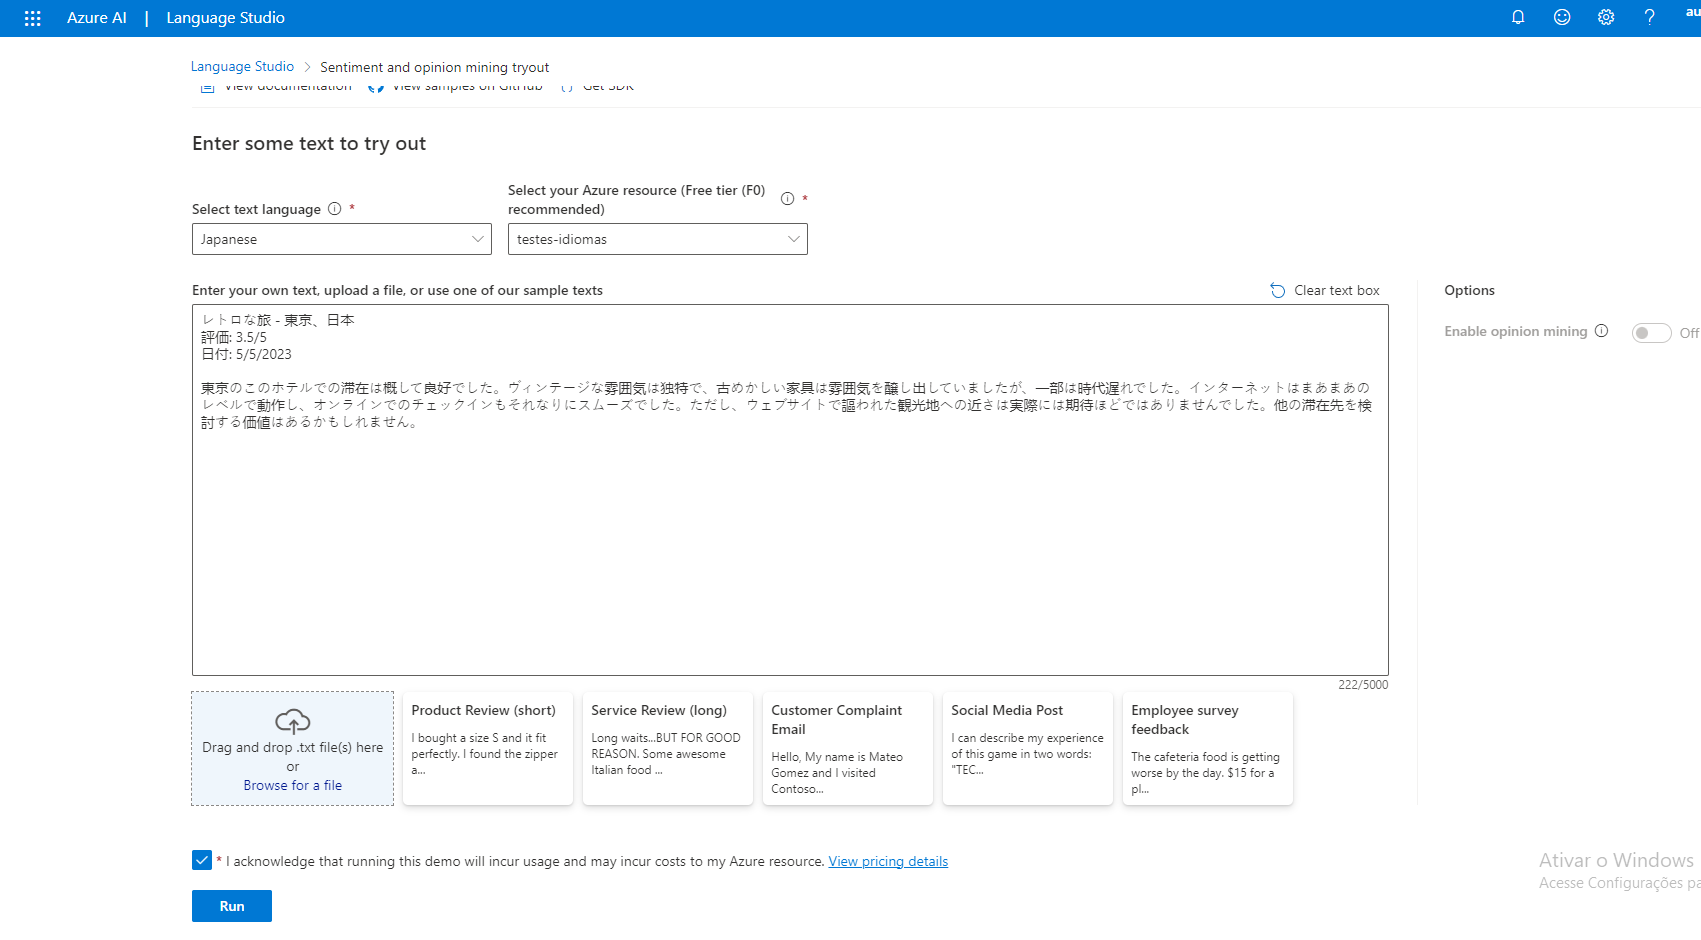 Azure AI | Language Studio
au
Language Studio > Sentiment and opinion mining tryout
View documentation View samples on GitHub Get SDK
Enter some text to try out
Select text language *
Select your Azure resource (Free tier (F0) recommended) *
Japanese
testes-idiomas
Enter your own text, upload a file, or use one of our sample texts
Clear text box
レトロな旅 - 東京、日本
評価: 3.5/5
日付: 5/5/2023
東京のこのホテルでの滞在は概して良好でした。ヴィンテージな雰囲気は独特で、古めかしい家具は雰囲気を醸し出していましたが、一部は時代遅れでした。インターネットはまあまあの
レベルで動作し、オンラインでのチェックインもそれなりにスムーズでした。ただし、ウェブサイトで謳われた観光地への近さは実際には期待ほどではありませんでした。他の滞在先を検
討する価値はあるかもしれません。
222/5000
Options
Enable opinion mining
Off
Drag and drop .txt file(s) here
or
Browse for a file
Product Review (short)
I bought a size S and it fit
perfectly. I found the zipper
a...
Service Review (long)
Long waits...BUT FOR GOOD
REASON. Some awesome
Italian food ...
Customer Complaint
Email
Hello, My name is Mateo
Gomez and I visited
Contoso...
Social Media Post
I can describe my experience
of this game in two words:
"TEC...
Employee survey
feedback
The cafeteria food is getting
worse by the day. $15 for a
pl...
* I acknowledge that running this demo will incur usage and may incur costs to my Azure resource. View pricing details
Run
Ativar o Windows
Acesse Configurações pa